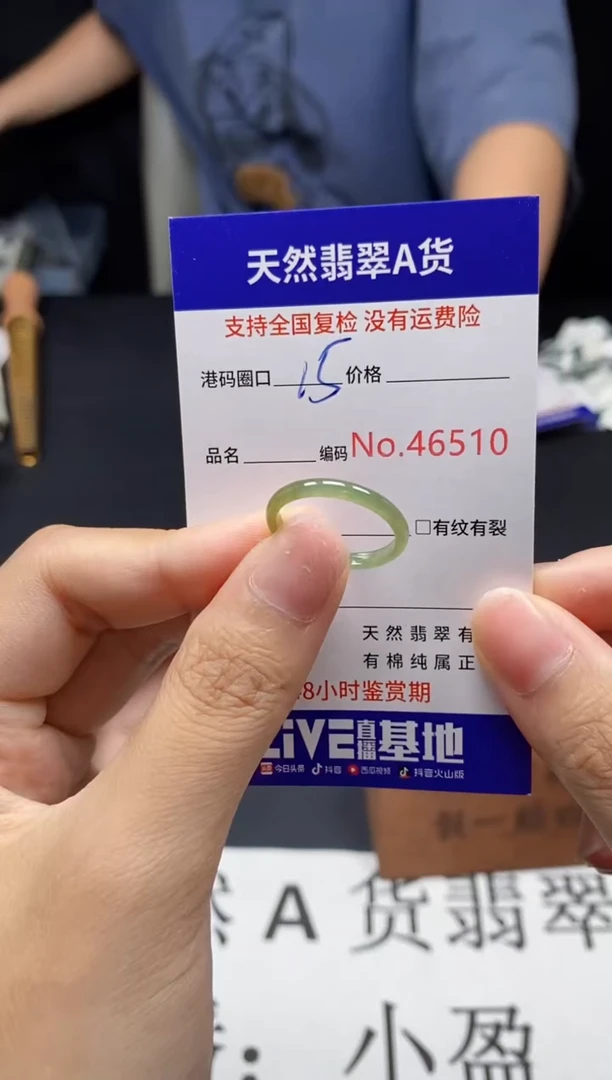 天然翡翠A货
支持全国复检 没有运费险
港码圈口 15 价格
品名 编码 No.46510
□有纹有裂
天然翡翠有
有棉纯属正
8小时鉴赏期
LIVE直播基地
今日头条 抖音 西瓜视频 抖音火山版
A货翡翠
：小盈